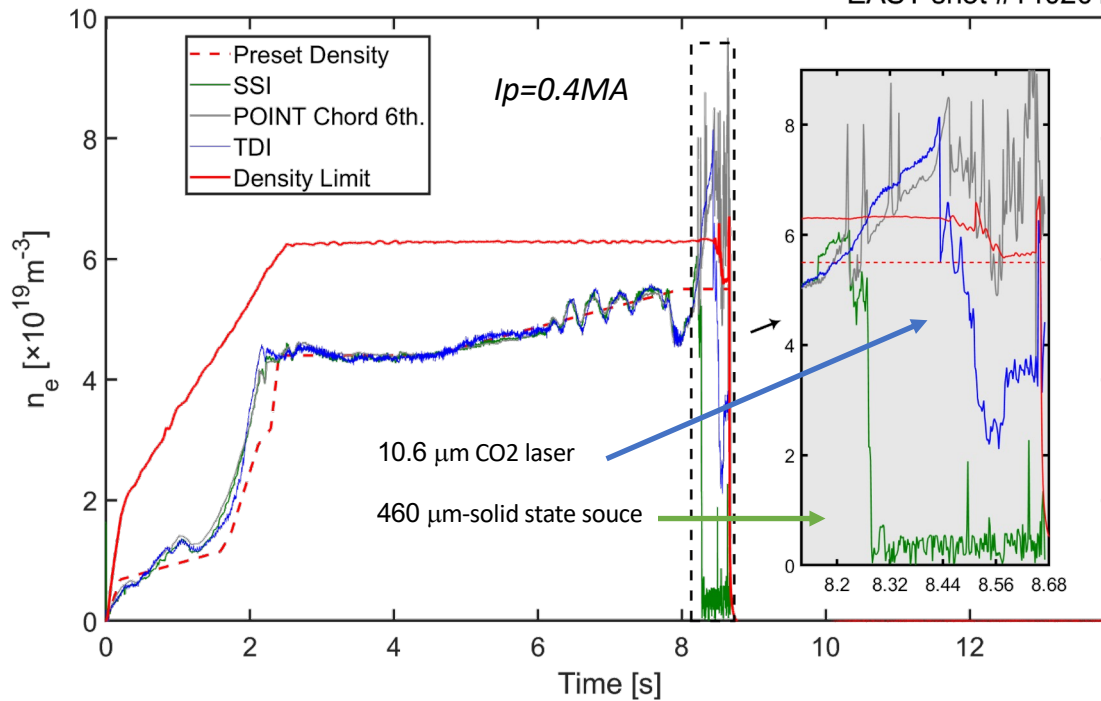 10
8
6
4
2
0
n_e [×10^19 m^-3]
Preset Density
SSI
POINT Chord 6th.
TDI
Density Limit
Ip=0.4MA
10.6 μm CO2 laser
460 μm-solid state souce
8
6
4
2
0
8.2 8.32 8.44 8.56 8.68
0 2 4 6 8 10 12
Time [s]